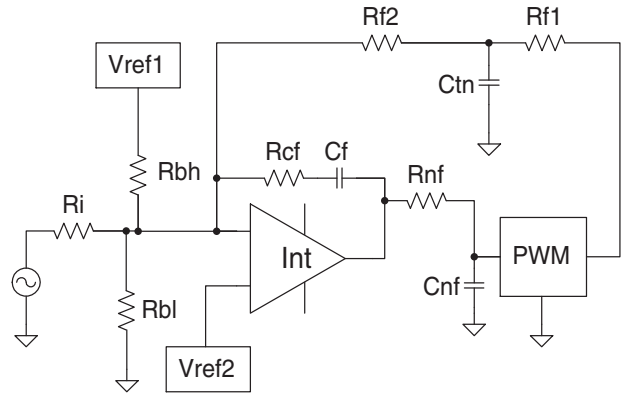 Rf2
Rf1
Vref1
Ctn
Rcf
Cf
Rbh
Rnf
Ri
Int
PWM
Rbl
Cnf
Vref2